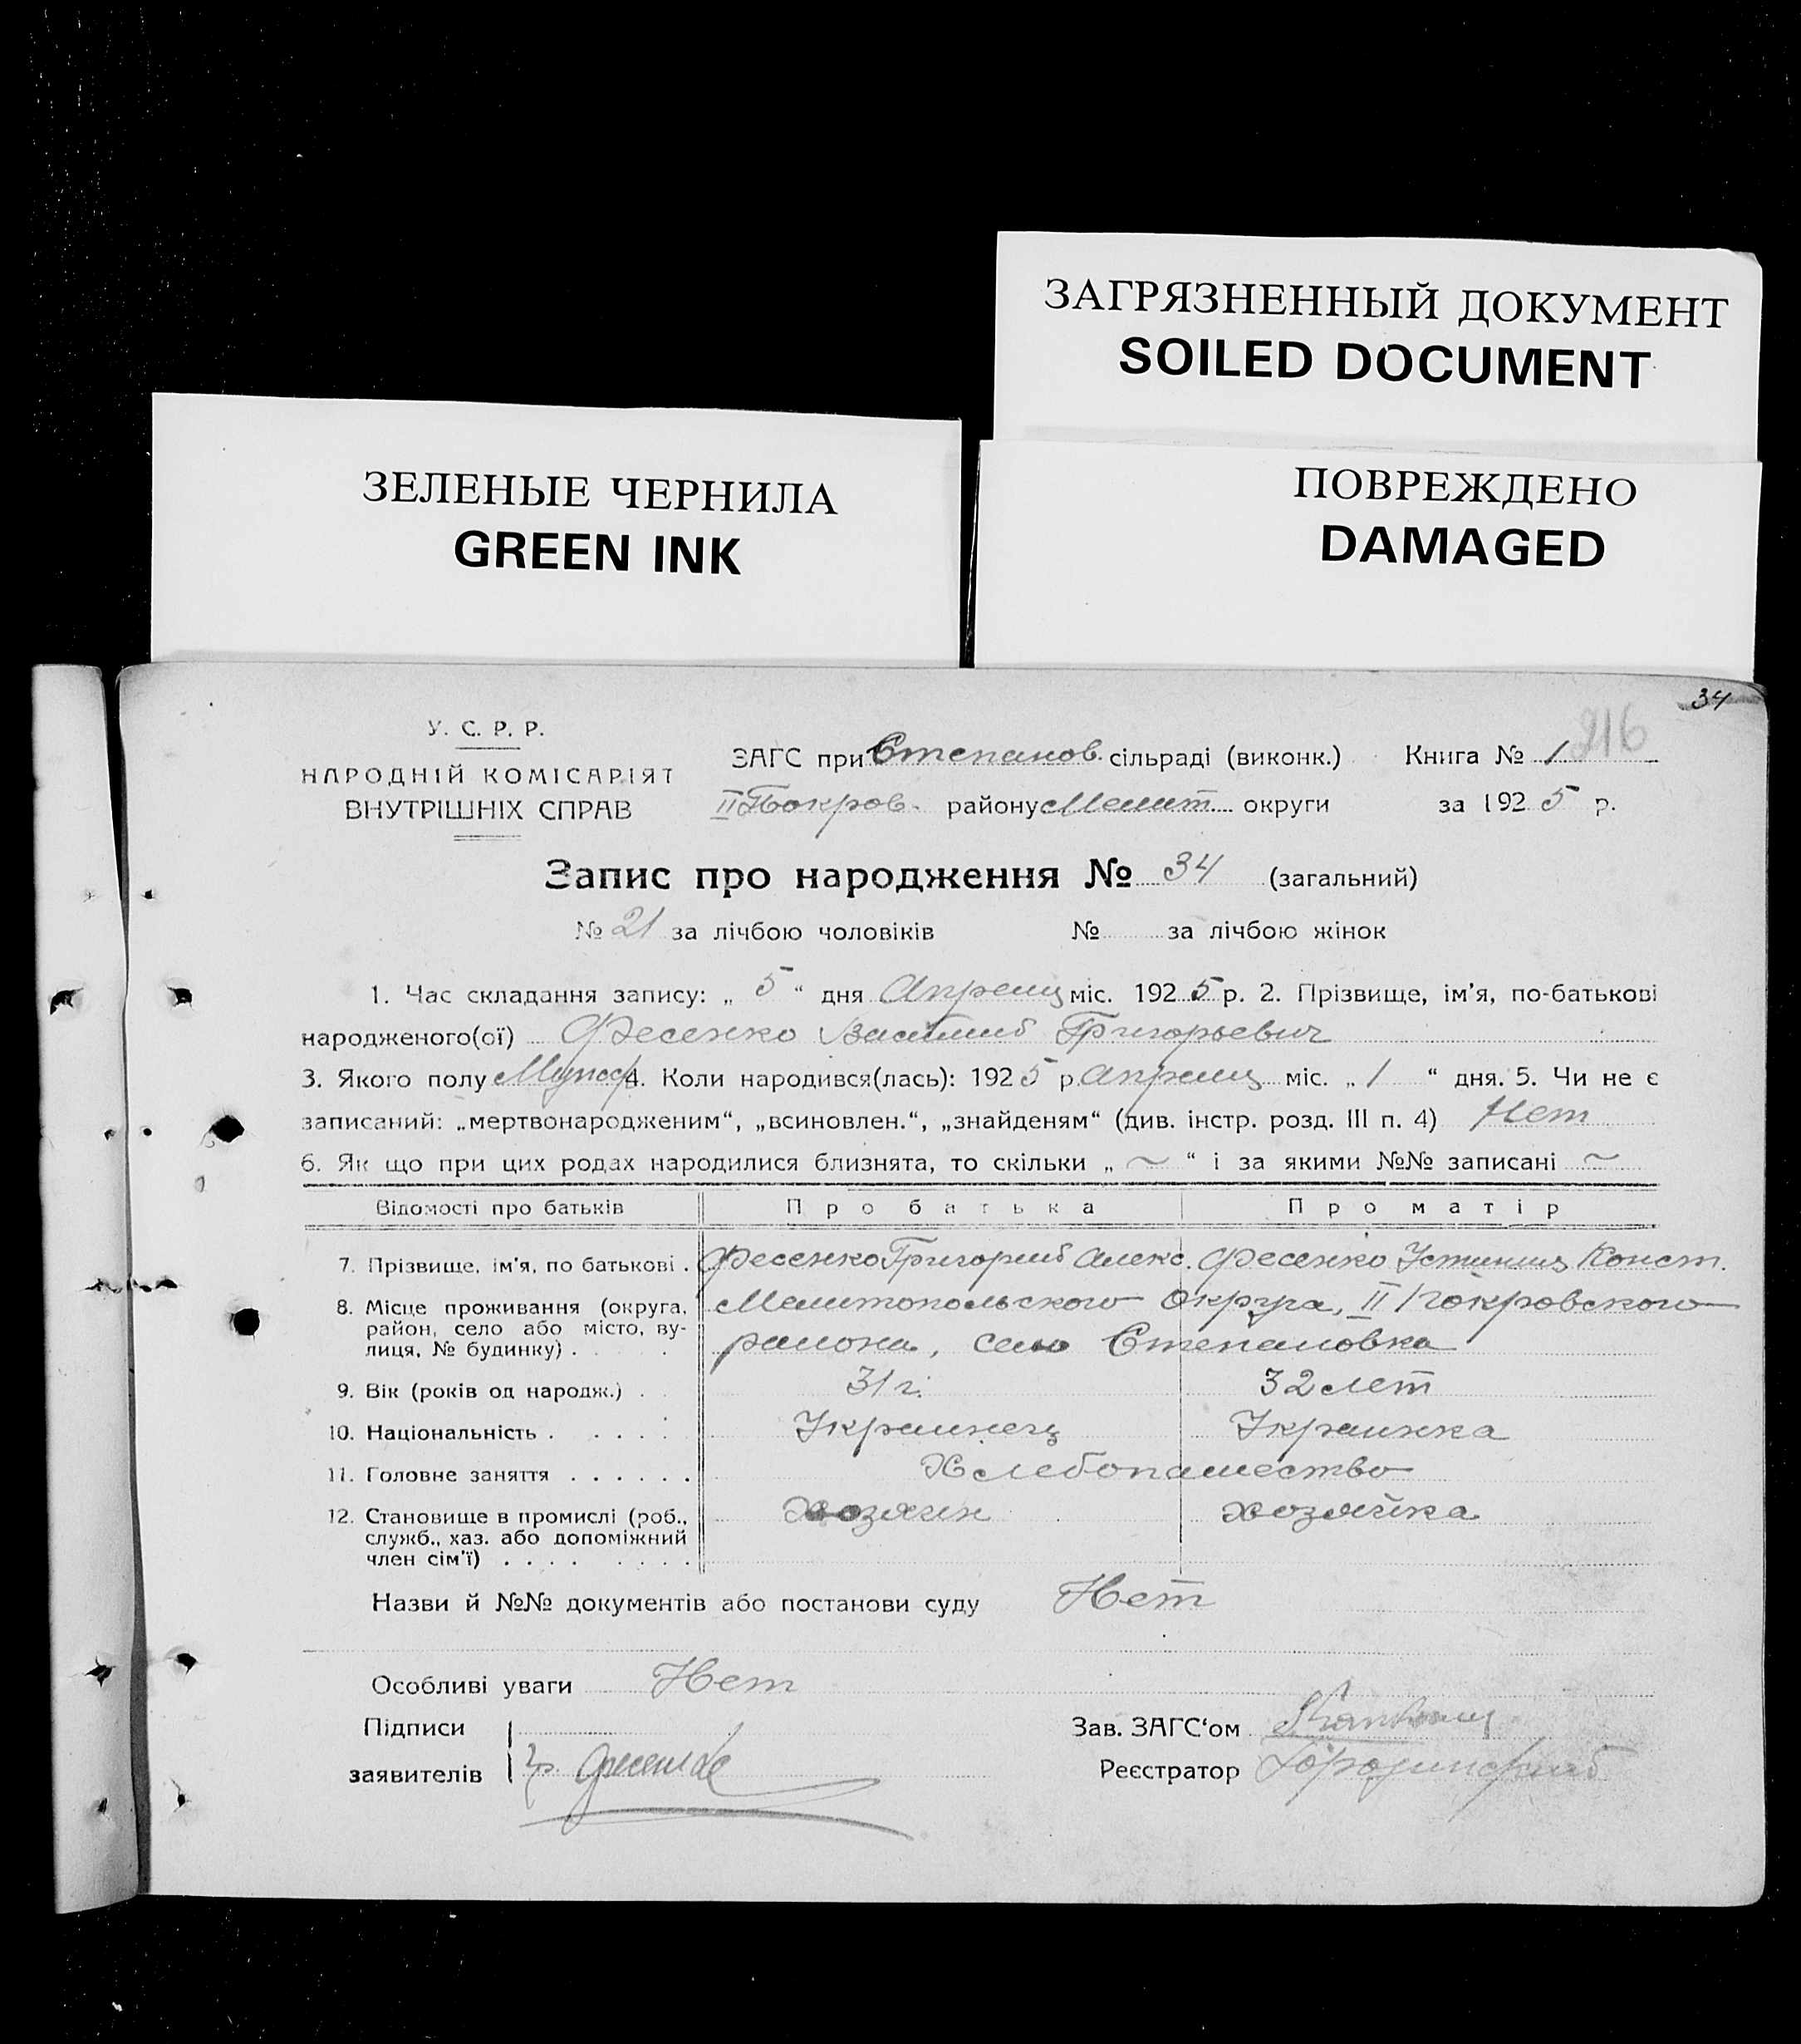 ЗАГРЯЗНЕННЫЙ ДОКУМЕНТ
SOILED DOCUMENT
ЗЕЛЕНЫЕ ЧЕРНИЛА
GREEN INK
ПОВРЕЖДЕНО
DAMAGED
34
216
У. С. Р. Р.
НАРОДНІЙ КОМІСАРІЯТ
ВНУТРІШНІХ СПРАВ
ЗАГС при Степанов. сільраді (виконк.) Книга № 1
II Покров. району Мелит. округи за 1925 р.
Запис про народження № 34 (загальний)
№ 21 за лічбою чоловіків № за лічбою жінок
1. Час складання запису: „ 5 “ дня Апреля міс. 1925 р. 2. Прізвище, ім’я, по-батькові
народженого(ої) Фесенко Василий Григорьевич
3. Якого полу 4. Коли народився(лась): 1925 р. Апреля міс. „ 1 “ дня. 5. Чи не є
записаний: „мертвонародженим“, „всиновлен.“, „знайденям“ (див. інстр. розд. III п. 4) Нет
6. Як що при цих родах народилися близнята, то скільки „ ~ “ і за якими №№ записані ~
Відомості про батьків Про батька Про матір
7. Прізвище, ім’я, по батькові . Фесенко Григорий Алекс. Фесенко Устиния Конст.
8. Місце проживання (округа, район, село або місто, вулиця, № будинку) . Мелитопольского Округа, II Покровского
района, село Степановка
9. Вік (років од народж.) . 31 г. 32 лет
10. Національність . . . . . Украинец Украинка
11. Головне заняття . . . . . . Хлебопашество
12. Становище в промислі (роб., служб., хаз. або допоміжний член сім’ї) . . . . . . . . Хозяин хозяйка
Назви й №№ документів або постанови суду Нет
Особливі уваги Нет
Підписи
заявителів Гр. Фесенко
Зав. ЗАГС‘ом
Реєстратор